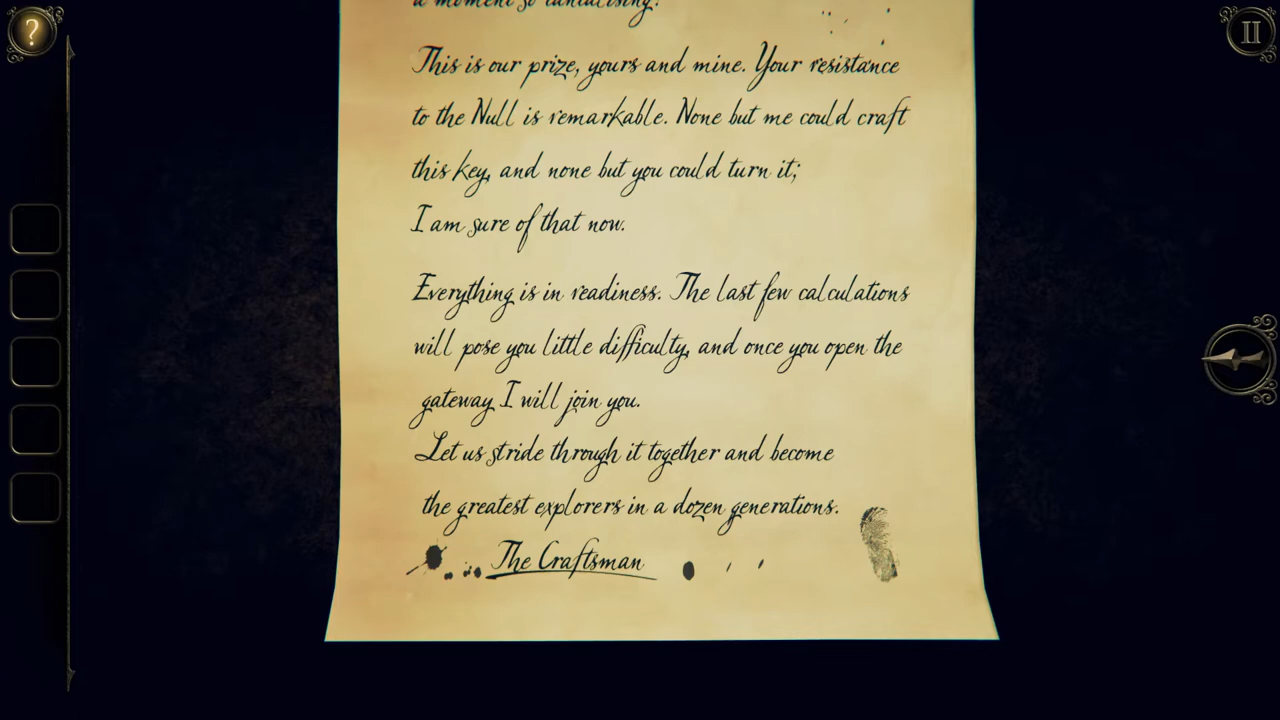 a moment so tantalising?
This is our prize, yours and mine. Your resistance
to the Null is remarkable. None but me could craft
this key, and none but you could turn it;
I am sure of that now.
Everything is in readiness. The last few calculations
will pose you little difficulty, and once you open the
gateway I will join you.
Let us stride through it together and become
the greatest explorers in a dozen generations.
The Craftsman
?